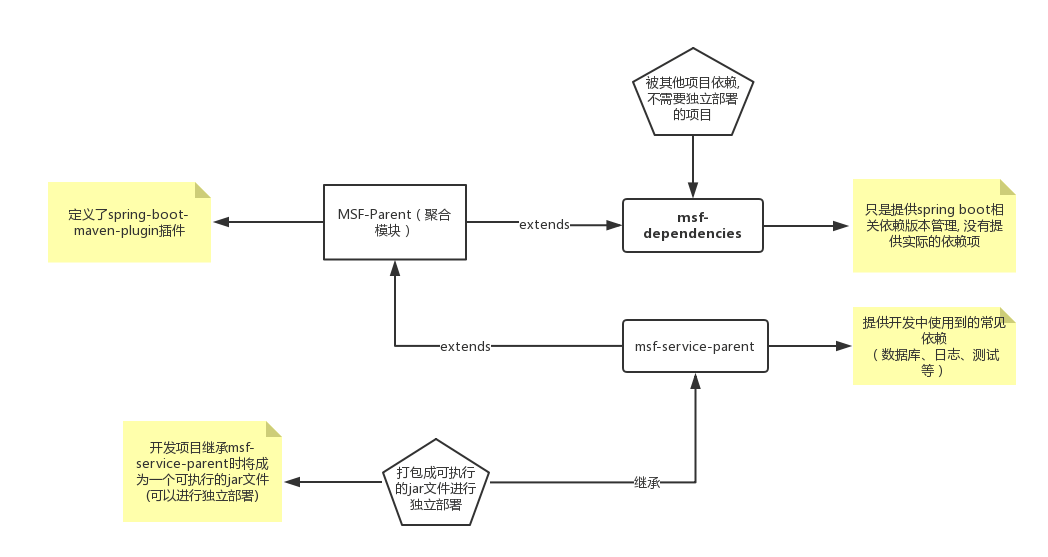 被其他项目依赖,
不需要独立部署
的项目
定义了spring-boot-
maven-plugin插件
MSF-Parent（聚合
模块）
extends
msf-
dependencies
只是提供spring boot相
关依赖版本管理, 没有提
供实际的依赖项
extends
msf-service-parent
提供开发中使用到的常见
依赖
（数据库、日志、测试
等）
开发项目继承msf-
service-parent时将成
为一个可执行的jar文件
(可以进行独立部署)
打包成可执行
的jar文件进行
独立部署
继承